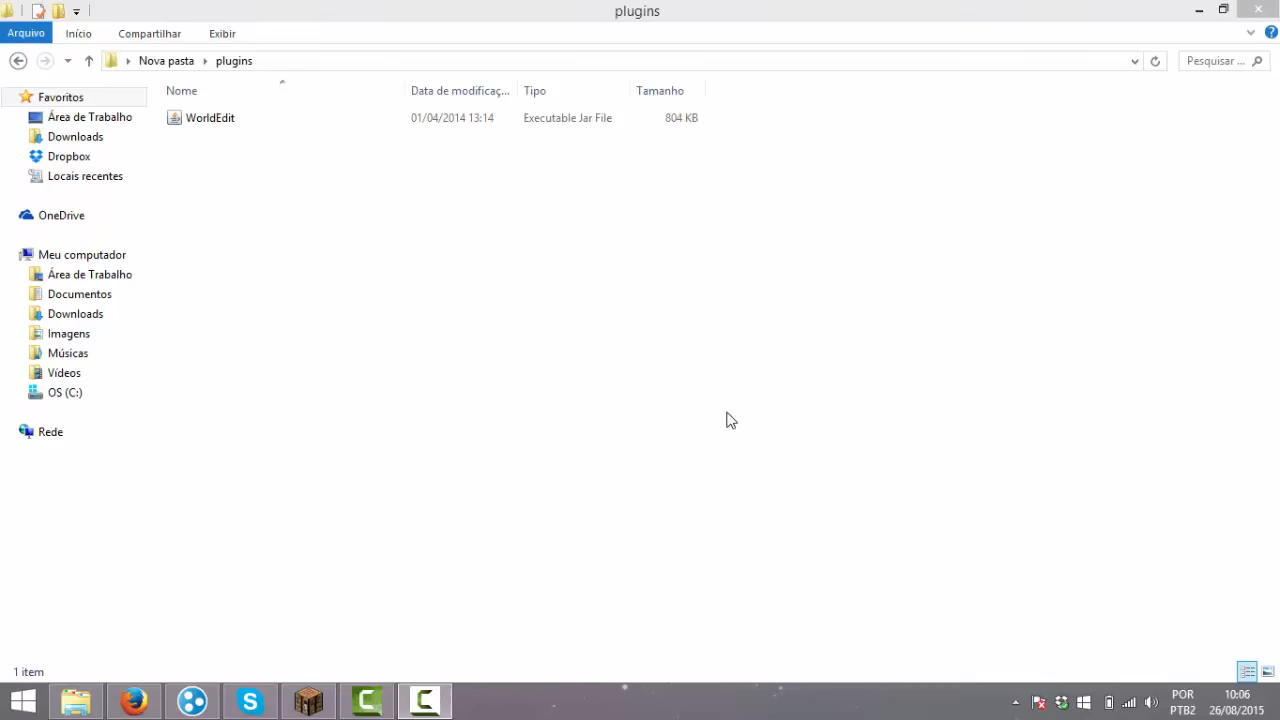 plugins
Arquivo Início Compartilhar Exibir
Nova pasta plugins Pesquisar ...
Nome Data de modificaç... Tipo Tamanho
WorldEdit 01/04/2014 13:14 Executable Jar File 804 KB
Favoritos
Área de Trabalho
Downloads
Dropbox
Locais recentes
OneDrive
Meu computador
Área de Trabalho
Documentos
Downloads
Imagens
Músicas
Vídeos
OS (C:)
Rede
1 item
POR 10:06
PTB2 26/08/2015